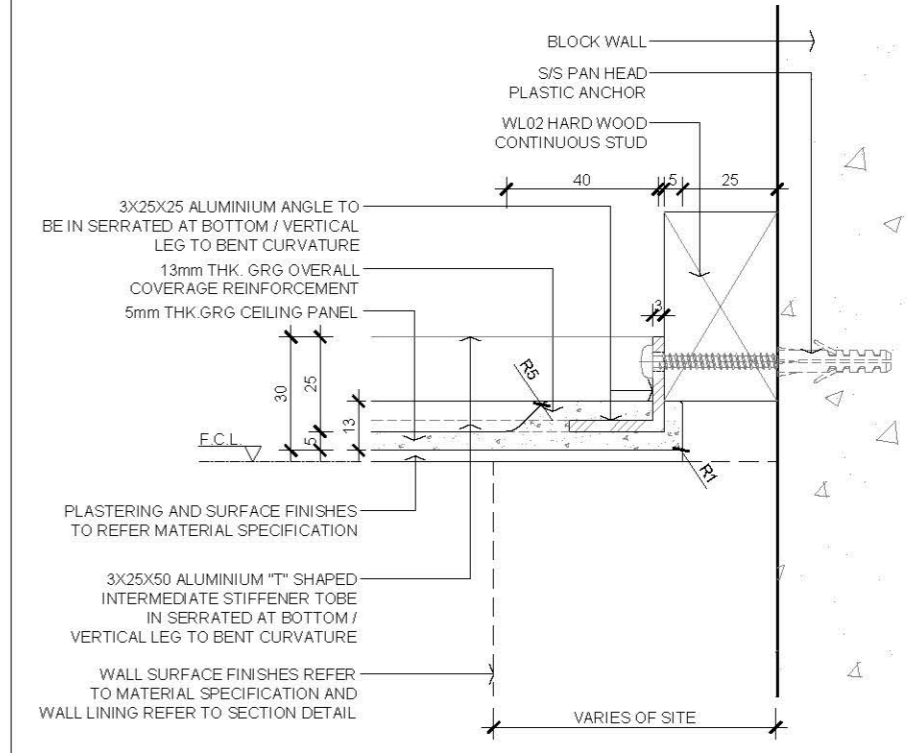 BLOCK WALL
S/S PAN HEAD
PLASTIC ANCHOR
WL02 HARD WOOD
CONTINUOUS STUD
40
5
25
3X25X25 ALUMINIUM ANGLE TO
BE IN SERRATED AT BOTTOM / VERTICAL
LEG TO BENT CURVATURE
13mm THK. GRG OVERALL
COVERAGE REINFORCEMENT
5mm THK.GRG CEILING PANEL
3
R5
30
25
13
5
F.C.L.
R1
PLASTERING AND SURFACE FINISHES
TO REFER MATERIAL SPECIFICATION
3X25X50 ALUMINIUM "T" SHAPED
INTERMEDIATE STIFFENER TOBE
IN SERRATED AT BOTTOM /
VERTICAL LEG TO BENT CURVATURE
WALL SURFACE FINISHES REFER
TO MATERIAL SPECIFICATION AND
WALL LINING REFER TO SECTION DETAIL
VARIES OF SITE